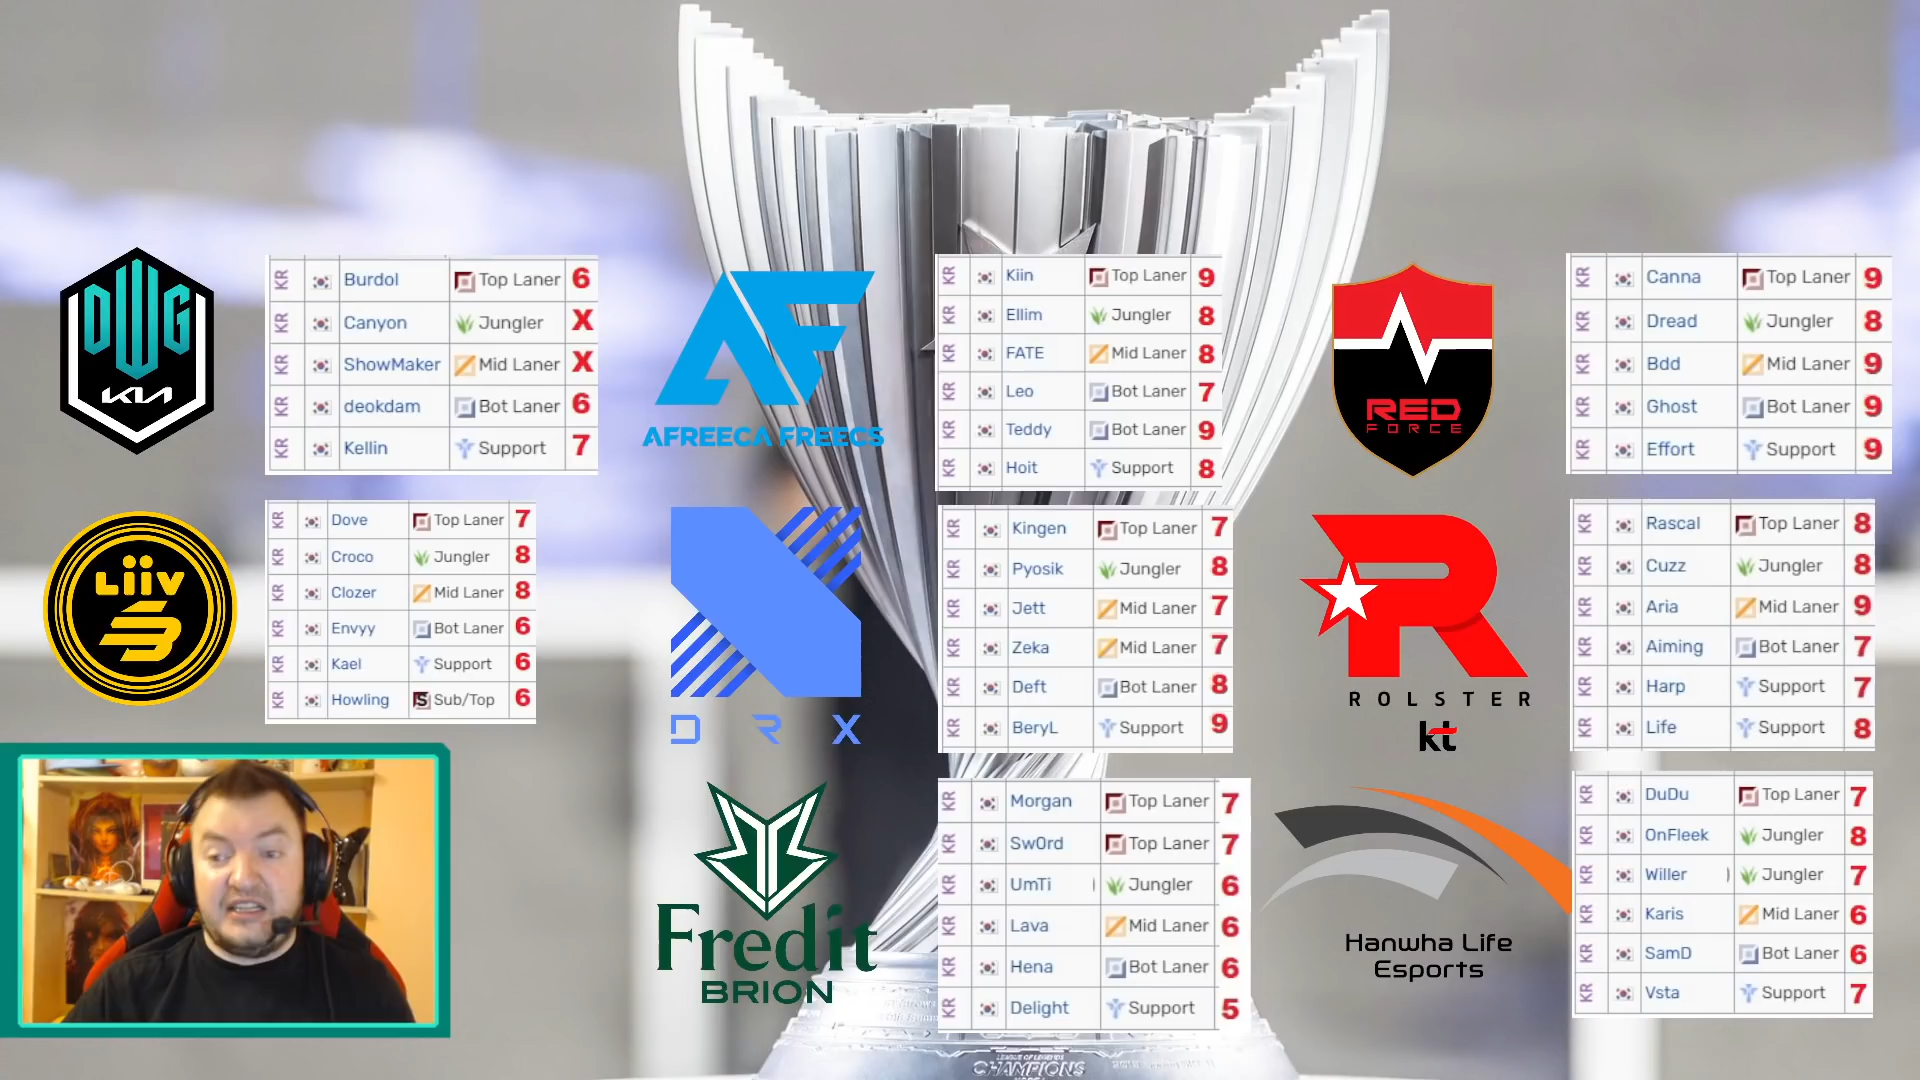 DWG
KIA
KR Burdol Top Laner 6
KR Canyon Jungler X
KR ShowMaker Mid Laner X
KR deokdam Bot Laner 6
KR Kellin Support 7
AF
AFREECA FREECS
KR Kiin Top Laner 9
KR Ellim Jungler 8
KR FATE Mid Laner 8
KR Leo Bot Laner 7
KR Teddy Bot Laner 9
KR Hoit Support 8
RED
FORCE
KR Canna Top Laner 9
KR Dread Jungler 8
KR Bdd Mid Laner 9
KR Ghost Bot Laner 9
KR Effort Support 9
Liiv
SB
KR Dove Top Laner 7
KR Croco Jungler 8
KR Clozer Mid Laner 8
KR Envyy Bot Laner 6
KR Kael Support 6
KR Howling S Sub/Top 6
DRX
KR Kingen Top Laner 7
KR Pyosik Jungler 8
KR Jett Mid Laner 7
KR Zeka Mid Laner 7
KR Deft Bot Laner 8
KR BeryL Support 9
R
ROLSTER
kt
KR Rascal Top Laner 8
KR Cuzz Jungler 8
KR Aria Mid Laner 9
KR Aiming Bot Laner 7
KR Harp Support 7
KR Life Support 8
Fredit
BRION
KR Morgan Top Laner 7
KR Sw0rd Top Laner 7
KR UmTi ) Jungler 6
KR Lava Mid Laner 6
KR Hena Bot Laner 6
KR Delight Support 5
Hanwha Life
Esports
KR DuDu Top Laner 7
KR OnFleek Jungler 8
KR Willer ) Jungler 7
KR Karis Mid Laner 6
KR SamD Bot Laner 6
KR Vsta Support 7
LEAGUE OF LEGENDS
CHAMPIONS